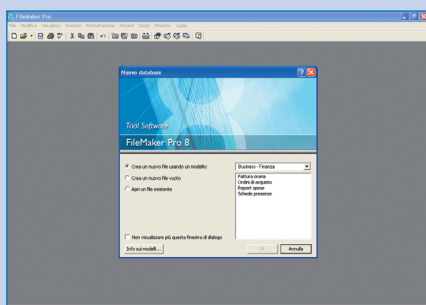 FileMaker Pro
File Modifica Visualizza Inserisci Formattazione Record Script Finestra Guida
Nuovo database
Trial Software
FileMaker Pro 8
Crea un nuovo file usando un modello:
Business - Finanza
Crea un nuovo file vuoto
Apri un file esistente
Fattura oraria
Ordini di acquisto
Report spese
Schede presenze
Non visualizzare più questa finestra di dialogo
Info sui modelli...
OK
Annulla